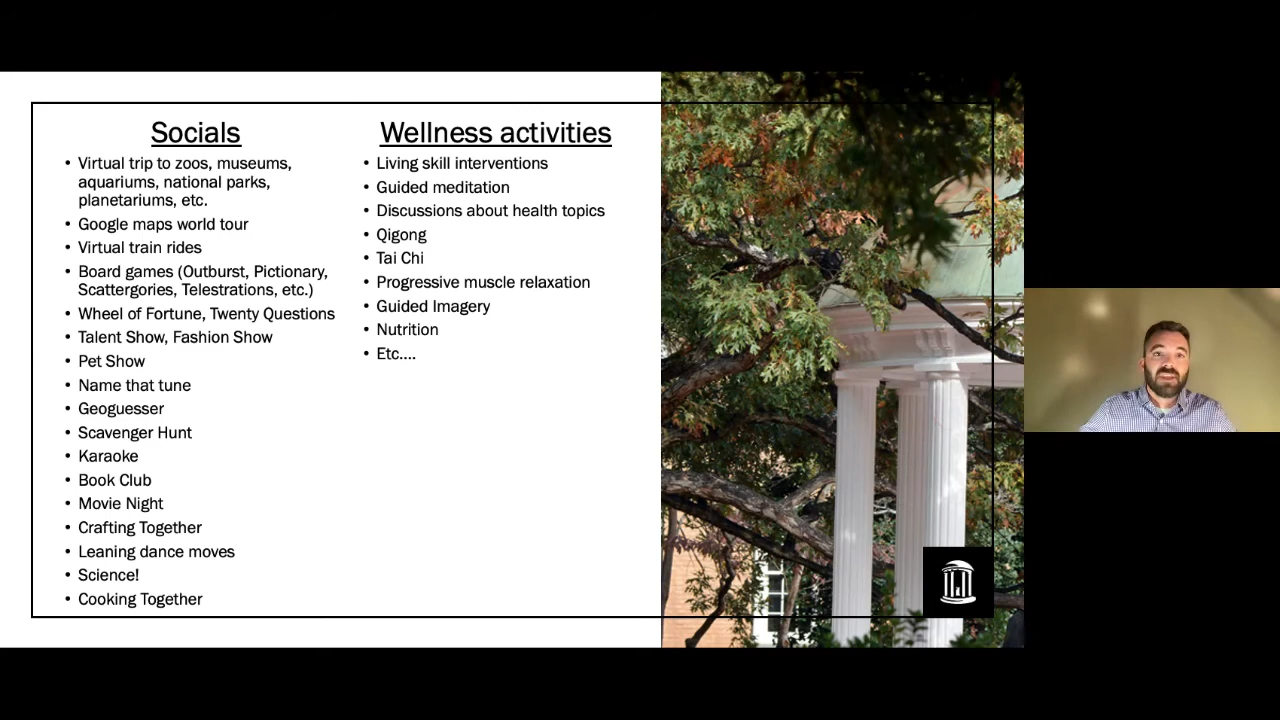 Socials
• Virtual trip to zoos, museums,
aquariums, national parks,
planetariums, etc.
• Google maps world tour
• Virtual train rides
• Board games (Outburst, Pictionary,
Scattergories, Telestrations, etc.)
• Wheel of Fortune, Twenty Questions
• Talent Show, Fashion Show
• Pet Show
• Name that tune
• Geoguesser
• Scavenger Hunt
• Karaoke
• Book Club
• Movie Night
• Crafting Together
• Leaning dance moves
• Science!
• Cooking Together
Wellness activities
• Living skill interventions
• Guided meditation
• Discussions about health topics
• Qigong
• Tai Chi
• Progressive muscle relaxation
• Guided Imagery
• Nutrition
• Etc....